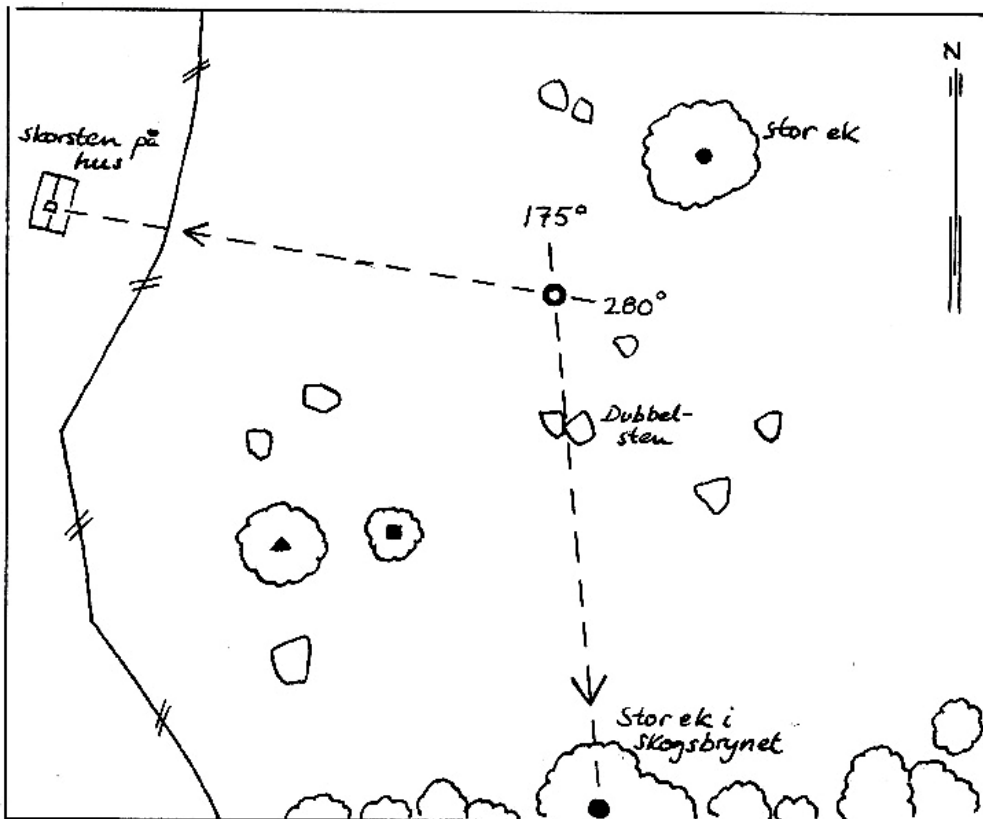 N
stor ek
skorsten på
hus
175°
280°
Dubbel-
sten
Stor ek i
skogsbrynet